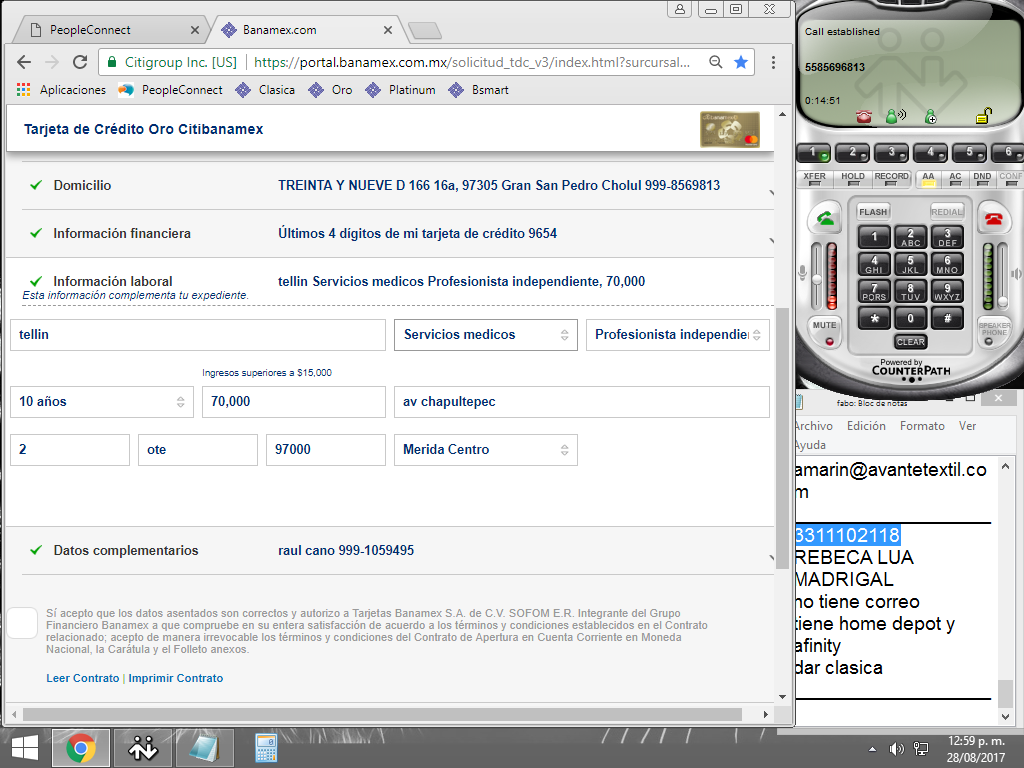 PeopleConnect
Banamex.com
Citigroup Inc. [US] https://portal.banamex.com.mx/solicitud_tdc_v3/index.html?surcursal...
Aplicaciones PeopleConnect Clasica Oro Platinum Bsmart
Tarjeta de Crédito Oro Citibanamex
Domicilio TREINTA Y NUEVE D 166 16a, 97305 Gran San Pedro Cholul 999-8569813
Información financiera Últimos 4 dígitos de mi tarjeta de crédito 9654
Información laboral tellin Servicios medicos Profesionista independiente, 70,000
Esta información complementa tu expediente.
tellin Servicios medicos Profesionista independie
Ingresos superiores a $15,000
10 años 70,000 av chapultepec
2 ote 97000 Merida Centro
Datos complementarios raul cano 999-1059495
Sí acepto que los datos asentados son correctos y autorizo a Tarjetas Banamex S.A. de C.V. SOFOM E.R. Integrante del Grupo
Financiero Banamex a que compruebe en su entera satisfacción de acuerdo a los términos y condiciones establecidos en el Contrato
relacionado; acepto de manera irrevocable los términos y condiciones del Contrato de Apertura en Cuenta Corriente en Moneda
Nacional, la Carátula y el Folleto anexos.
Leer Contrato | Imprimir Contrato
Call established
5585696813
0:14:51
1 2 3 4 5 6
XFER HOLD RECORD AA AC DND CONF
FLASH REDIAL
1 2 ABC 3 DEF
4 GHI 5 JKL 6 MNO
7 PQRS 8 TUV 9 WXYZ
* 0 #
MUTE CLEAR SPEAKER PHONE
Powered by
COUNTERPATH
fabo: Bloc de notas
Archivo Edición Formato Ver
Ayuda
amarin@avantetextil.co
m
3311102118
REBECA LUA
MADRIGAL
no tiene correo
tiene home depot y
afinity
dar clasica
12:59 p. m.
28/08/2017